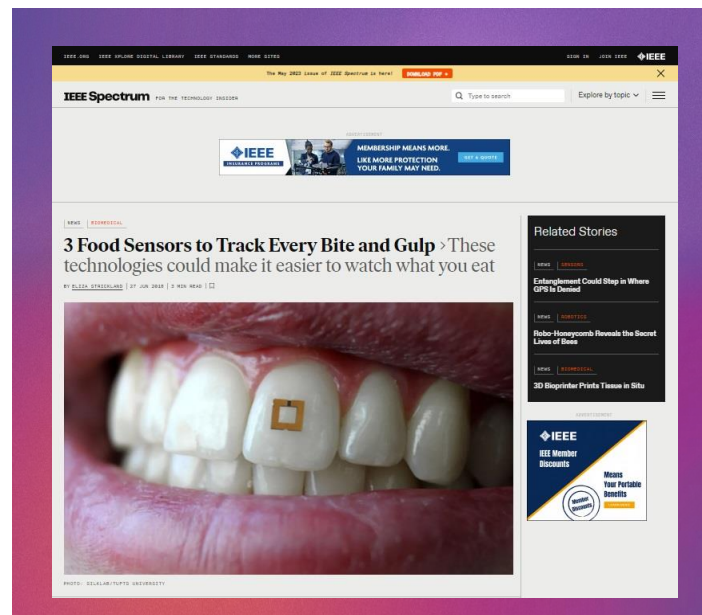 IEEE.ORG IEEE XPLORE DIGITAL LIBRARY IEEE STANDARDS MORE SITES
SIGN IN JOIN IEEE IEEE
The May 2023 issue of IEEE Spectrum is here! DOWNLOAD PDF
IEEE Spectrum FOR THE TECHNOLOGY INSIDER
Type to search
Explore by topic
ADVERTISEMENT
IEEE
INSURANCE PROGRAMS
MEMBERSHIP MEANS MORE.
LIKE MORE PROTECTION
YOUR FAMILY MAY NEED.
GET A QUOTE
NEWS BIOMEDICAL
3 Food Sensors to Track Every Bite and Gulp > These
technologies could make it easier to watch what you eat
BY ELIZA STRICKLAND 27 JUN 2018 3 MIN READ
PHOTO: SILKLAB/TUFTS UNIVERSITY
Related Stories
NEWS SENSORS
Entanglement Could Step in Where
GPS Is Denied
NEWS ROBOTICS
Robo-Honeycomb Reveals the Secret
Lives of Bees
NEWS BIOMEDICAL
3D Bioprinter Prints Tissue in Situ
ADVERTISEMENT
IEEE
IEEE Member
Discounts
Means
Your Portable
Benefits
Member
Discounts